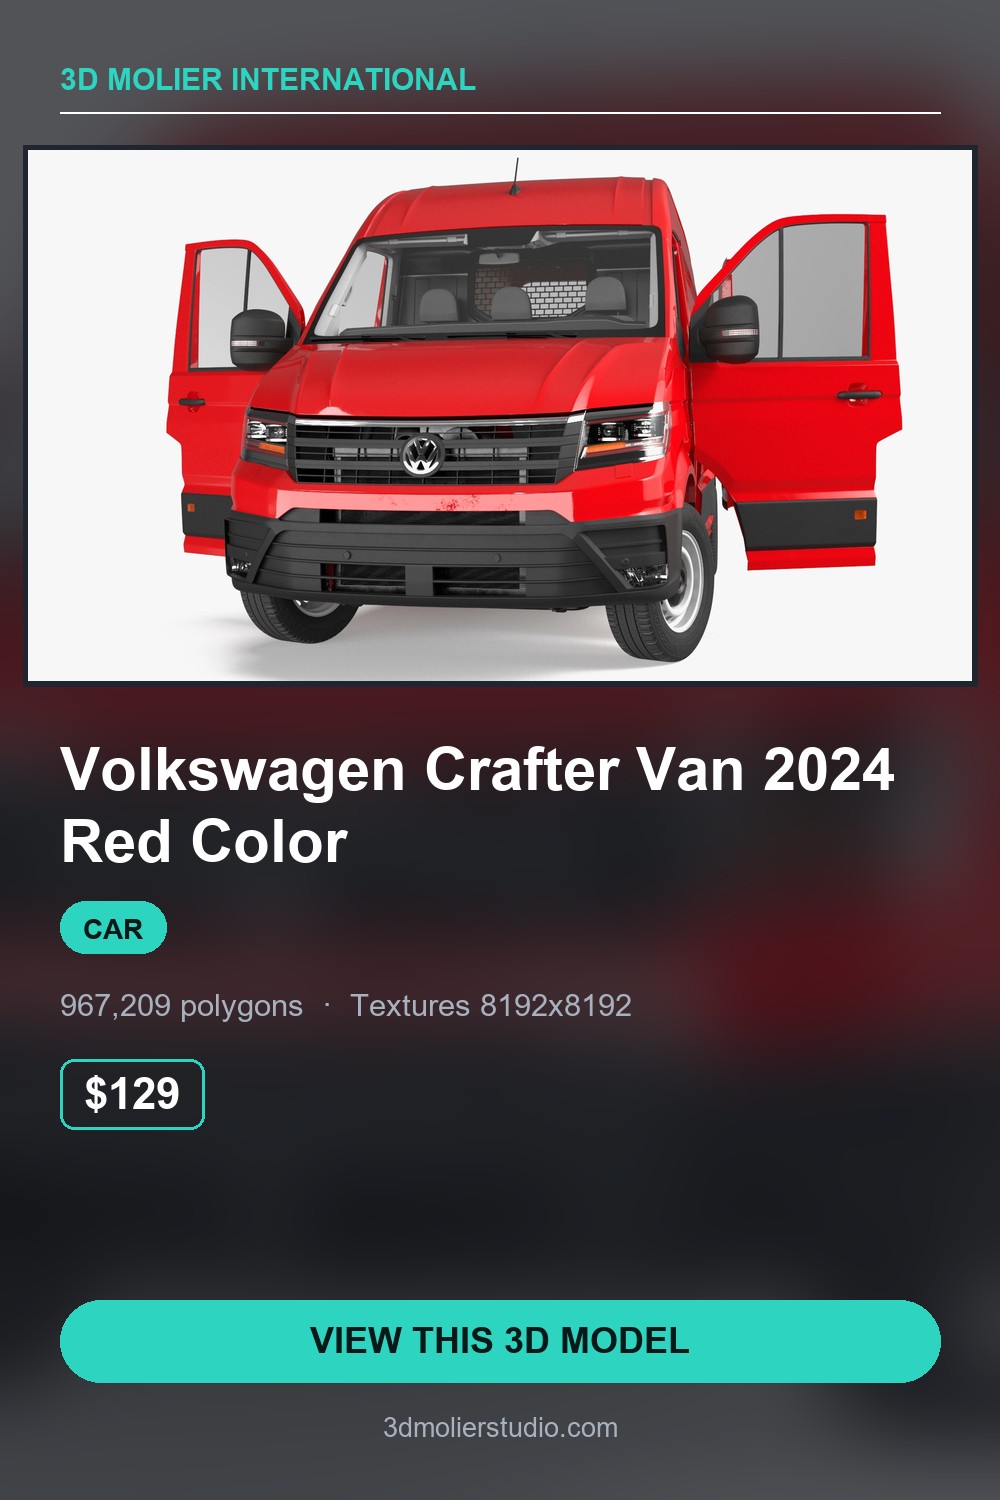 3D MOLIER INTERNATIONAL
Volkswagen Crafter Van 2024
Red Color
CAR
967,209 polygons · Textures 8192x8192
$129
VIEW THIS 3D MODEL
3dmolierstudio.com